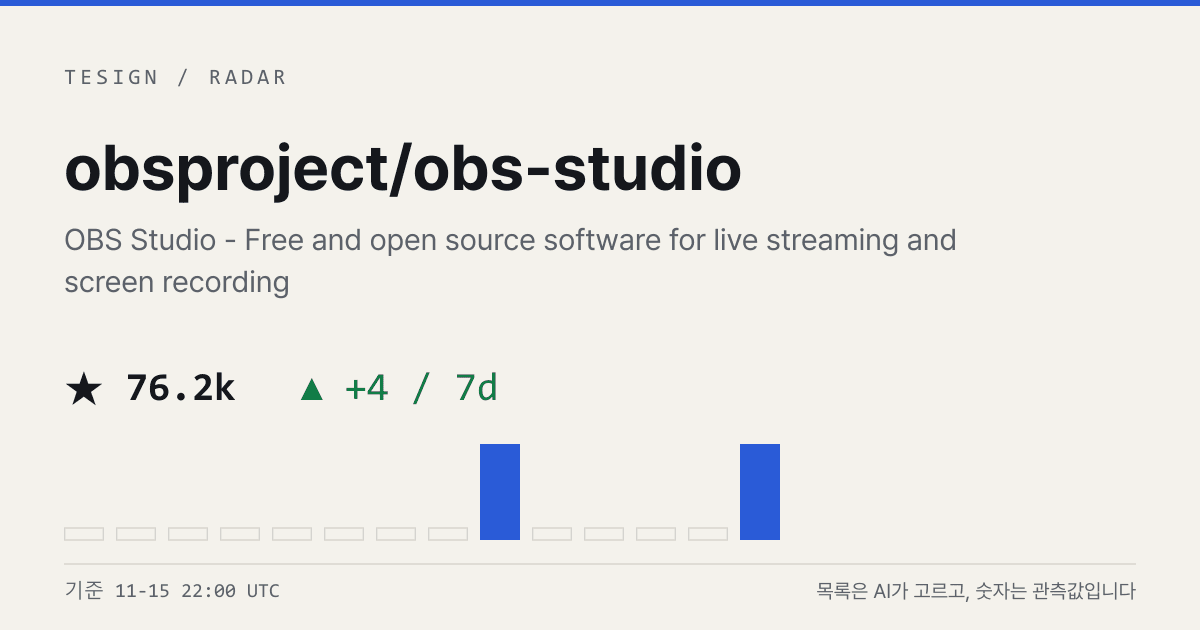 TESIGN / RADAR
obsproject/obs-studio
OBS Studio - Free and open source software for live streaming and
screen recording
★ 76.2k ▲ +4 / 7d
기준 11-15 22:00 UTC
목록은 AI가 고르고, 숫자는 관측값입니다